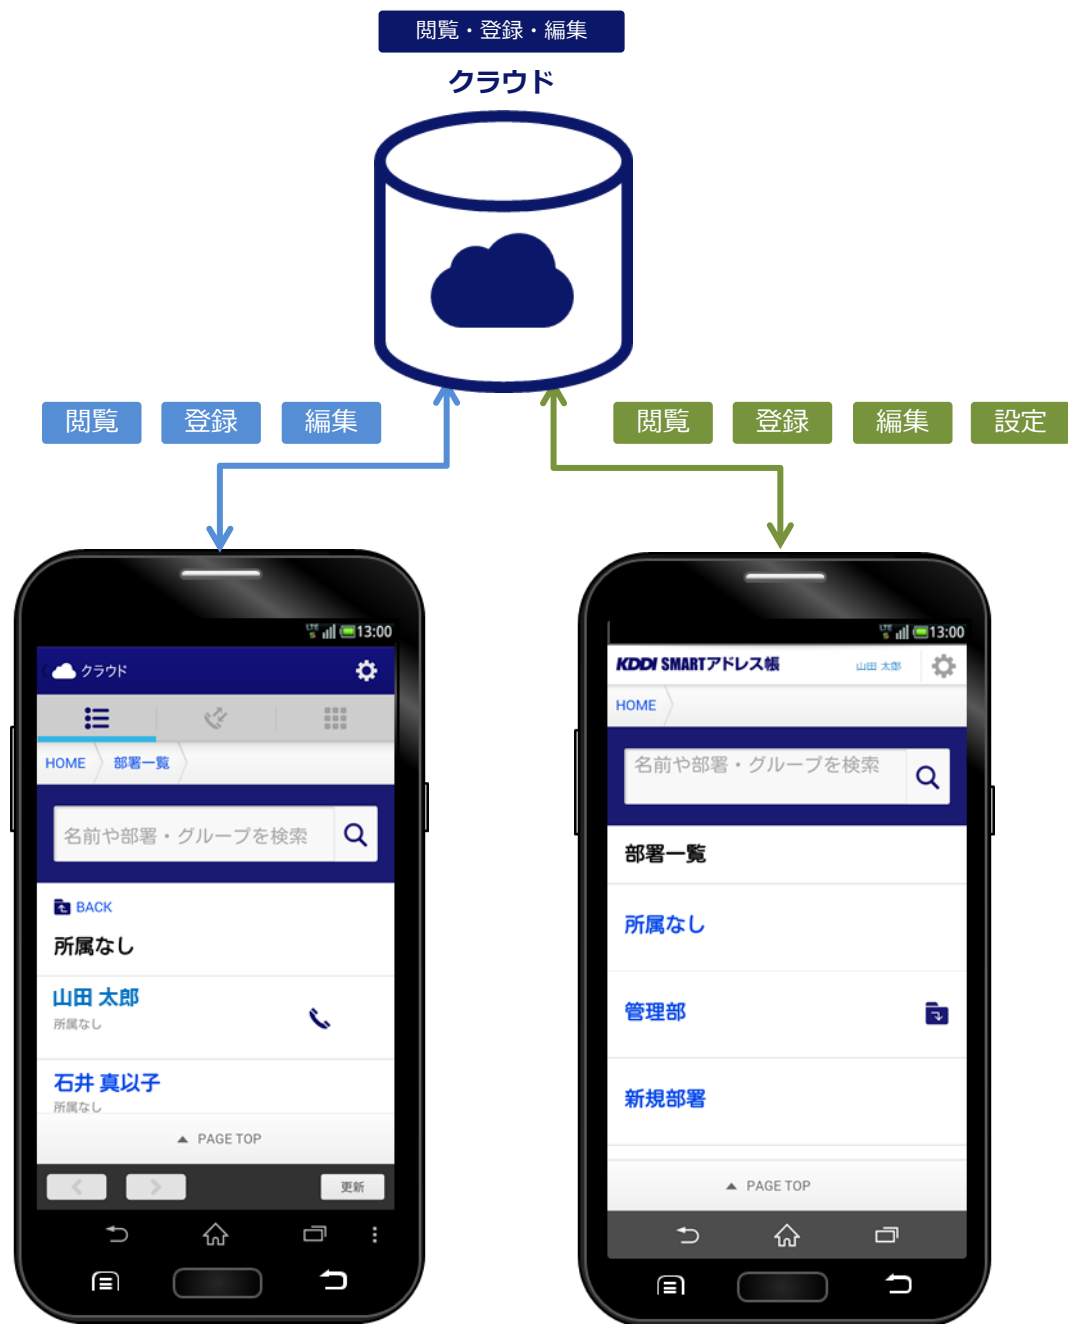 閲覧・登録・編集
クラウド
閲覧 登録 編集
閲覧 登録 編集 設定
LTE 13:00
クラウド
HOME 部署一覧
名前や部署・グループを検索
BACK
所属なし
山田 太郎
所属なし
石井 真以子
所属なし
PAGE TOP
更新
LTE 13:00
KDDI SMARTアドレス帳 山田 太郎
HOME
名前や部署・グループを検索
部署一覧
所属なし
管理部
新規部署
PAGE TOP